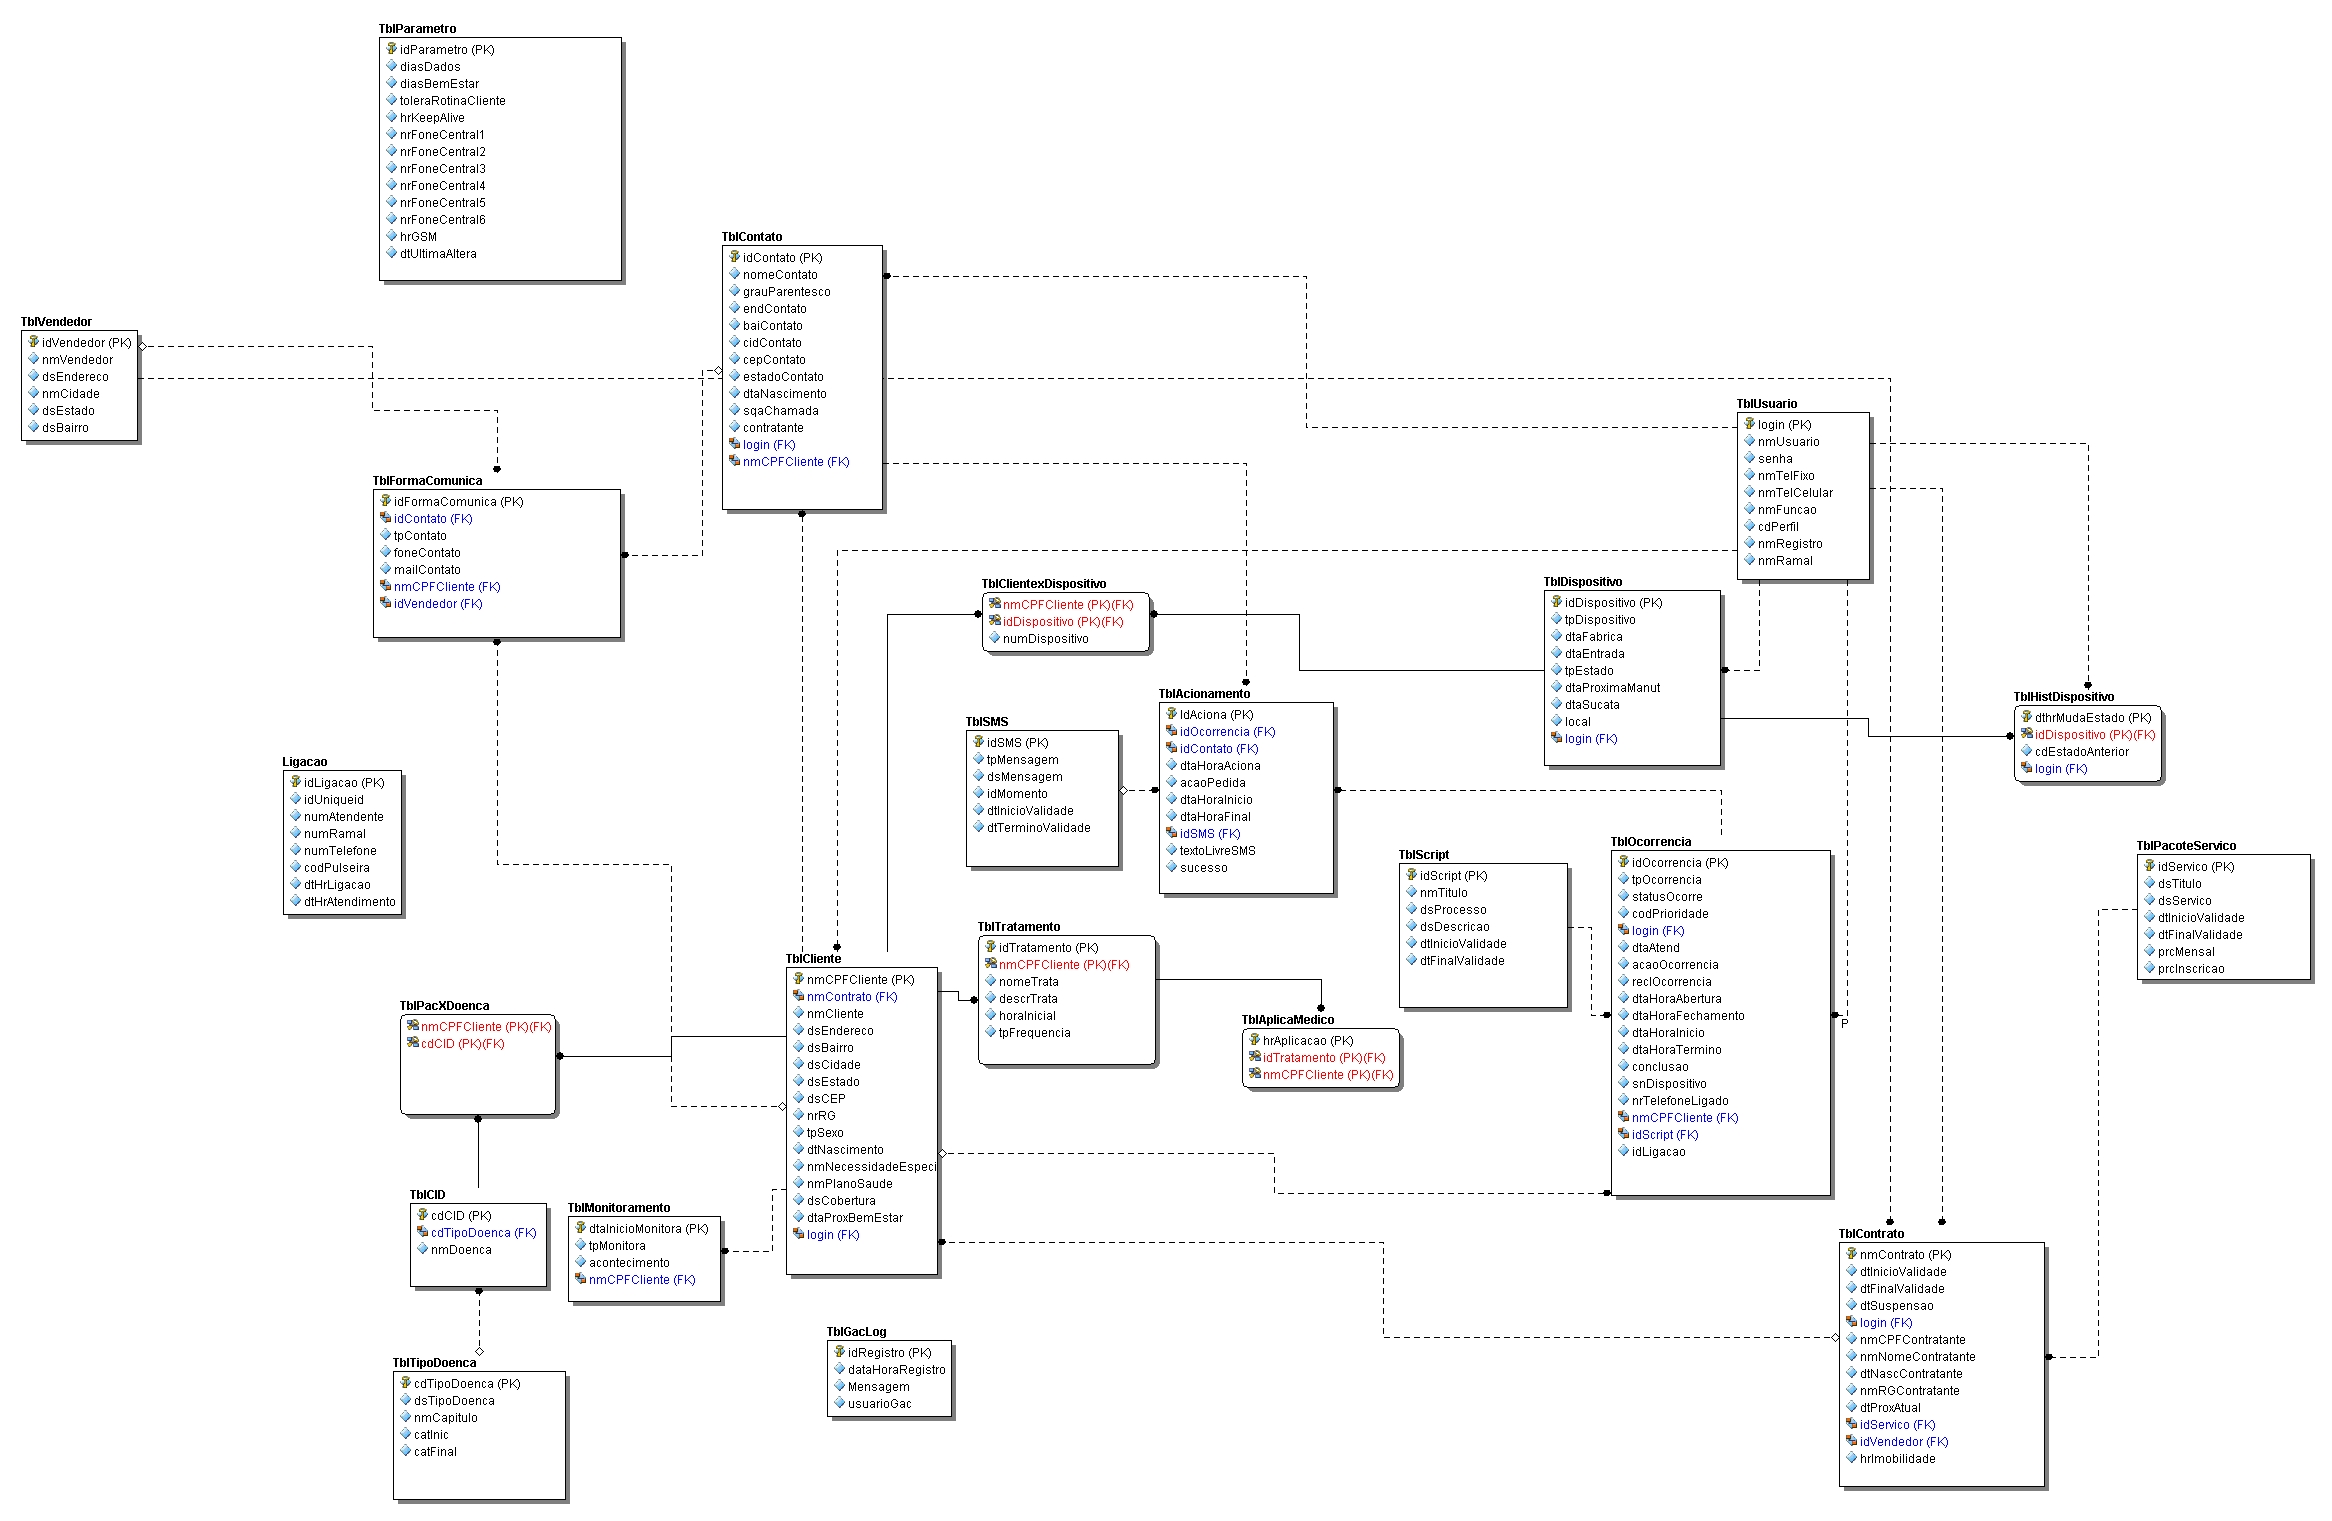 TblParametro
idParametro (PK)
diasDados
diasBemEstar
toleraRotinaCliente
hrKeepAlive
nrFoneCentral1
nrFoneCentral2
nrFoneCentral3
nrFoneCentral4
nrFoneCentral5
nrFoneCentral6
hrGSM
dtUltimaAltera
TblContato
idContato (PK)
nomeContato
grauParentesco
endContato
baiContato
cidContato
cepContato
estadoContato
dtaNascimento
sqaChamada
contratante
login (FK)
nmCPFCliente (FK)
TblVendedor
idVendedor (PK)
nmVendedor
dsEndereco
nmCidade
dsEstado
dsBairro
TblUsuario
login (PK)
nmUsuario
senha
nmTelFixo
nmTelCelular
nmFuncao
cdPerfil
nmRegistro
nmRamal
TblFormaComunica
idFormaComunica (PK)
idContato (FK)
tpContato
foneContato
mailContato
nmCPFCliente (FK)
idVendedor (FK)
TblClientexDispositivo
nmCPFCliente (PK)(FK)
idDispositivo (PK)(FK)
numDispositivo
TblDispositivo
idDispositivo (PK)
tpDispositivo
dtaFabrica
dtaEntrada
tpEstado
dtaProximaManut
dtaSucata
local
login (FK)
TblHistDispositivo
dthrMudaEstado (PK)
idDispositivo (PK)(FK)
cdEstadoAnterior
login (FK)
TblAcionamento
IdAciona (PK)
idOcorrencia (FK)
idContato (FK)
dtaHoraAciona
acaoPedida
dtaHoraInicio
dtaHoraFinal
idSMS (FK)
textoLivreSMS
sucesso
TblSMS
idSMS (PK)
tpMensagem
dsMensagem
idMomento
dtInicioValidade
dtTerminoValidade
Ligacao
idLigacao (PK)
idUniqueid
numAtendente
numRamal
numTelefone
codPulseira
dtHrLigacao
dtHrAtendimento
TblOcorrencia
idOcorrencia (PK)
tpOcorrencia
statusOcorre
codPrioridade
login (FK)
dtaAtend
acaoOcorrencia
reclOcorrencia
dtaHoraAbertura
dtaHoraFechamento
dtaHoraInicio
dtaHoraTermino
conclusao
snDispositivo
nrTelefoneLigado
nmCPFCliente (FK)
idScript (FK)
idLigacao
P
TblScript
idScript (PK)
nmTitulo
dsProcesso
dsDescricao
dtInicioValidade
dtFinalValidade
TblPacoteServico
idServico (PK)
dsTitulo
dsServico
dtInicioValidade
dtFinalValidade
prcMensal
prcInscricao
TblTratamento
idTratamento (PK)
nmCPFCliente (PK)(FK)
nomeTrata
descrTrata
horaInicial
tpFrequencia
TblCliente
nmCPFCliente (PK)
nmContrato (FK)
nmCliente
dsEndereco
dsBairro
dsCidade
dsEstado
dsCEP
nrRG
tpSexo
dtNascimento
nmNecessidadeEspeci
nmPlanoSaude
dsCobertura
dtaProxBemEstar
login (FK)
TblPacXDoenca
nmCPFCliente (PK)(FK)
cdCID (PK)(FK)
TblAplicaMedico
hrAplicacao (PK)
idTratamento (PK)(FK)
nmCPFCliente (PK)(FK)
TblCID
cdCID (PK)
cdTipoDoenca (FK)
nmDoenca
TblMonitoramento
dtaInicioMonitora (PK)
tpMonitora
acontecimento
nmCPFCliente (FK)
TblContrato
nmContrato (PK)
dtInicioValidade
dtFinalValidade
dtSuspensao
login (FK)
nmCPFContratante
nmNomeContratante
dtNascContratante
nmRGContratante
dtProxAtual
idServico (FK)
idVendedor (FK)
hrImobilidade
TblGacLog
idRegistro (PK)
dataHoraRegistro
Mensagem
usuarioGac
TblTipoDoenca
cdTipoDoenca (PK)
dsTipoDoenca
nmCapitulo
catInic
catFinal